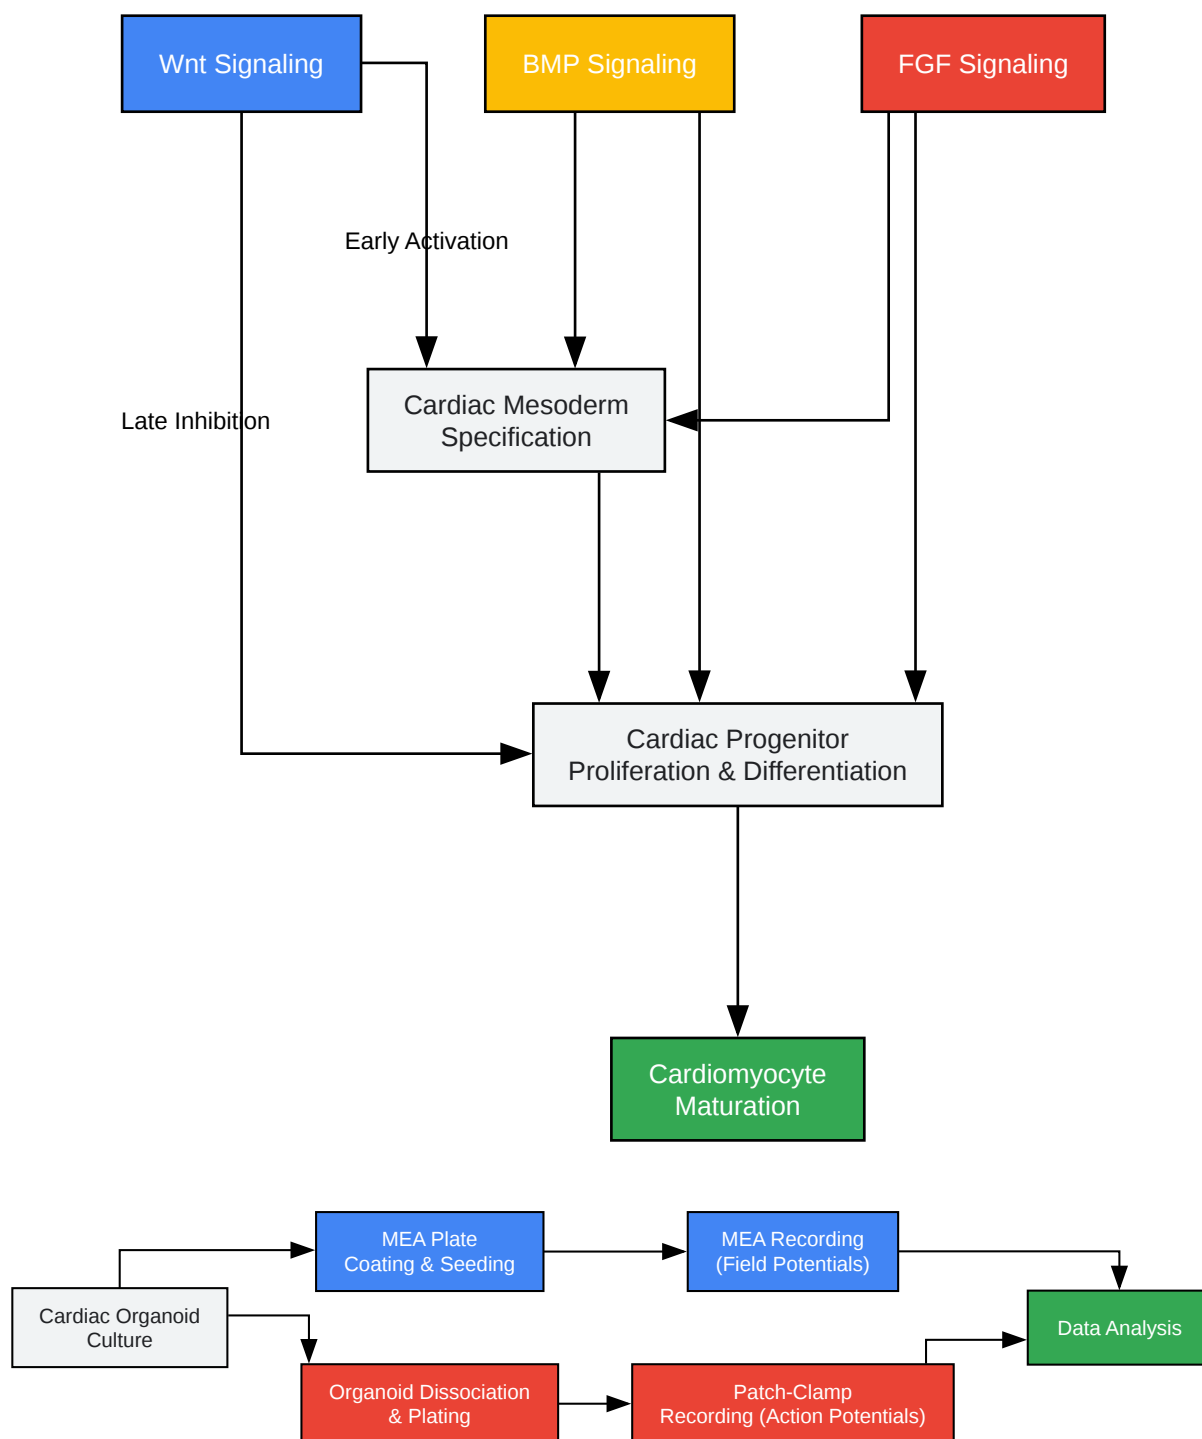 Wnt Signaling
BMP Signaling
FGF Signaling
Early Activation
Cardiac Mesoderm
Specification
Late Inhibition
Cardiac Progenitor
Proliferation & Differentiation
Cardiomyocyte
Maturation
MEA Plate
Coating & Seeding
MEA Recording
(Field Potentials)
Cardiac Organoid
Culture
Data Analysis
Organoid Dissociation
& Plating
Patch-Clamp
Recording (Action Potentials)